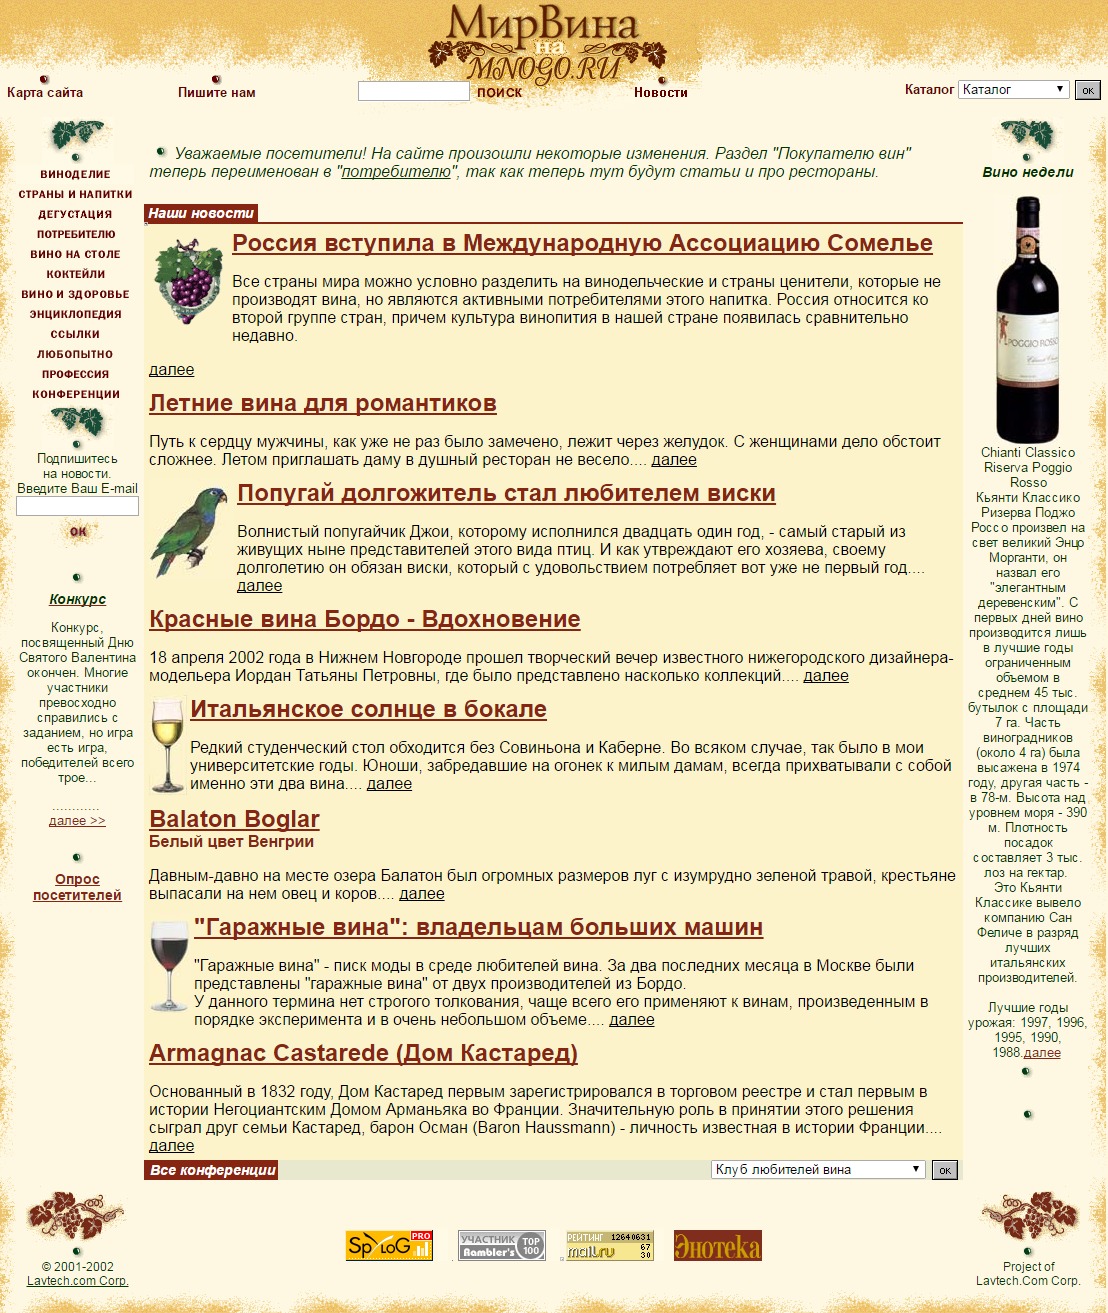 МирВина
на
MNOGO.RU
Карта сайта
Пишите нам
ПОИСК
Новости
Каталог
Каталог
ок
ВИНОДЕЛИЕ
СТРАНЫ И НАПИТКИ
ДЕГУСТАЦИЯ
ПОТРЕБИТЕЛЮ
ВИНО НА СТОЛЕ
КОКТЕЙЛИ
ВИНО И ЗДОРОВЬЕ
ЭНЦИКЛОПЕДИЯ
ССЫЛКИ
ЛЮБОПЫТНО
ПРОФЕССИЯ
КОНФЕРЕНЦИИ
Подпишитесь
на новости.
Введите Ваш E-mail
ОК
Конкурс
Конкурс,
посвященный Дню
Святого Валентина
окончен. Многие
участники
превосходно
справились с
заданием, но игра
есть игра,
победителей всего
трое...
............
далее >>
Опрос
посетителей
Уважаемые посетители! На сайте произошли некоторые изменения. Раздел "Покупателю вин"
теперь переименован в "потребителю", так как теперь тут будут статьи и про рестораны.
Наши новости
Россия вступила в Международную Ассоциацию Сомелье
Все страны мира можно условно разделить на винодельческие и страны ценители, которые не
производят вина, но являются активными потребителями этого напитка. Россия относится ко
второй группе стран, причем культура винопития в нашей стране появилась сравнительно
недавно.
далее
Летние вина для романтиков
Путь к сердцу мужчины, как уже не раз было замечено, лежит через желудок. С женщинами дело обстоит
сложнее. Летом приглашать даму в душный ресторан не весело.... далее
Попугай долгожитель стал любителем виски
Волнистый попугайчик Джои, которому исполнился двадцать один год, - самый старый из
живущих ныне представителей этого вида птиц. И как утвреждают его хозяева, своему
долголетию он обязан виски, который с удовольствием потребляет вот уже не первый год....
далее
Красные вина Бордо - Вдохновение
18 апреля 2002 года в Нижнем Новгороде прошел творческий вечер известного нижегородского дизайнера-
модельера Иордан Татьяны Петровны, где было представлено насколько коллекций.... далее
Итальянское солнце в бокале
Редкий студенческий стол обходится без Совиньона и Каберне. Во всяком случае, так было в мои
университетские годы. Юноши, забредавшие на огонек к милым дамам, всегда прихватывали с собой
именно эти два вина.... далее
Balaton Boglar
Белый цвет Венгрии
Давным-давно на месте озера Балатон был огромных размеров луг с изумрудно зеленой травой, крестьяне
выпасали на нем овец и коров.... далее
"Гаражные вина": владельцам больших машин
"Гаражные вина" - писк моды в среде любителей вина. За два последних месяца в Москве были
представлены "гаражные вина" от двух производителей из Бордо.
У данного термина нет строгого толкования, чаще всего его применяют к винам, произведенным в
порядке эксперимента и в очень небольшом объеме.... далее
Armagnac Castarede (Дом Кастаред)
Основанный в 1832 году, Дом Кастаред первым зарегистрировался в торговом реестре и стал первым в
истории Негоциантским Домом Арманьяка во Франции. Значительную роль в принятии этого решения
сыграл друг семьи Кастаред, барон Осман (Baron Haussmann) - личность известная в истории Франции....
далее
Все конференции
Клуб любителей вина
ок
Вино недели
POGGIO ROSSO
Chianti Classico
Riserva Poggio
Rosso
Кьянти Классико
Ризерва Поджо
Россо произвел на
свет великий Энцо
Морганти, он
назвал его
"элегантным
деревенским". С
первых дней вино
производится лишь
в лучшие годы
ограниченным
объемом в
среднем 45 тыс.
бутылок с площади
7 га. Часть
виноградников
(около 4 га) была
высажена в 1974
году, другая часть -
в 78-м. Высота над
уровнем моря - 390
м. Плотность
посадок
составляет 3 тыс.
лоз на гектар.
Это Кьянти
Классике вывело
компанию Сан
Феличе в разряд
лучших
итальянских
производителей.
Лучшие годы
урожая: 1997, 1996,
1995, 1990,
1988.далее
© 2001-2002
Lavtech.com Corp.
SpyLOG PRO
УЧАСТНИК
Rambler's
TOP
100
РЕЙТИНГ 12640631
mail.ru
67
30
Энотека
Project of
Lavtech.Com Corp.